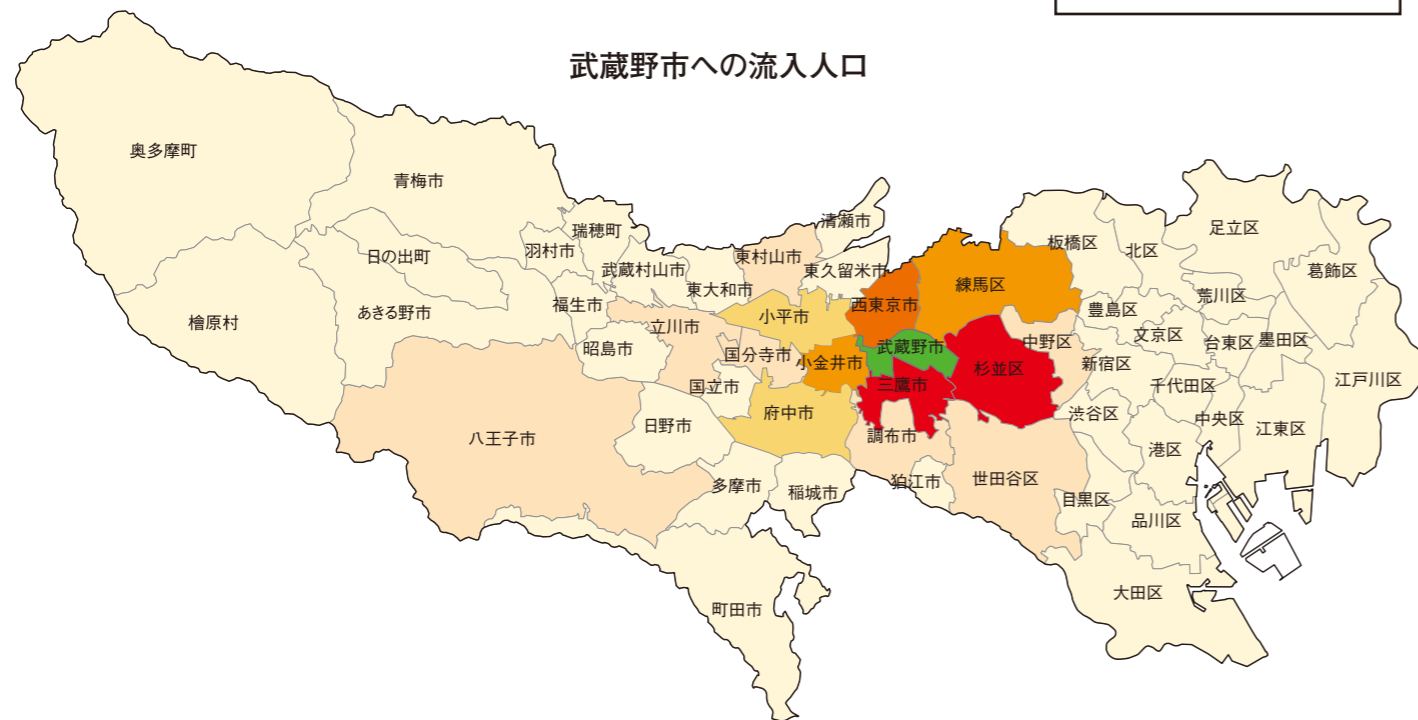 武蔵野市への流入人口
奥多摩町
青梅市
日の出町
檜原村
あきる野市
羽村市
瑞穂町
武蔵村山市
福生市
昭島市
立川市
東大和市
東村山市
清瀬市
東久留米市
小平市
国分寺市
国立市
小金井市
西東京市
武蔵野市
三鷹市
府中市
調布市
狛江市
八王子市
日野市
多摩市
稲城市
町田市
練馬区
杉並区
中野区
世田谷区
板橋区
北区
足立区
葛飾区
荒川区
豊島区
文京区
台東区
墨田区
新宿区
千代田区
江戸川区
渋谷区
中央区
江東区
港区
目黒区
品川区
大田区